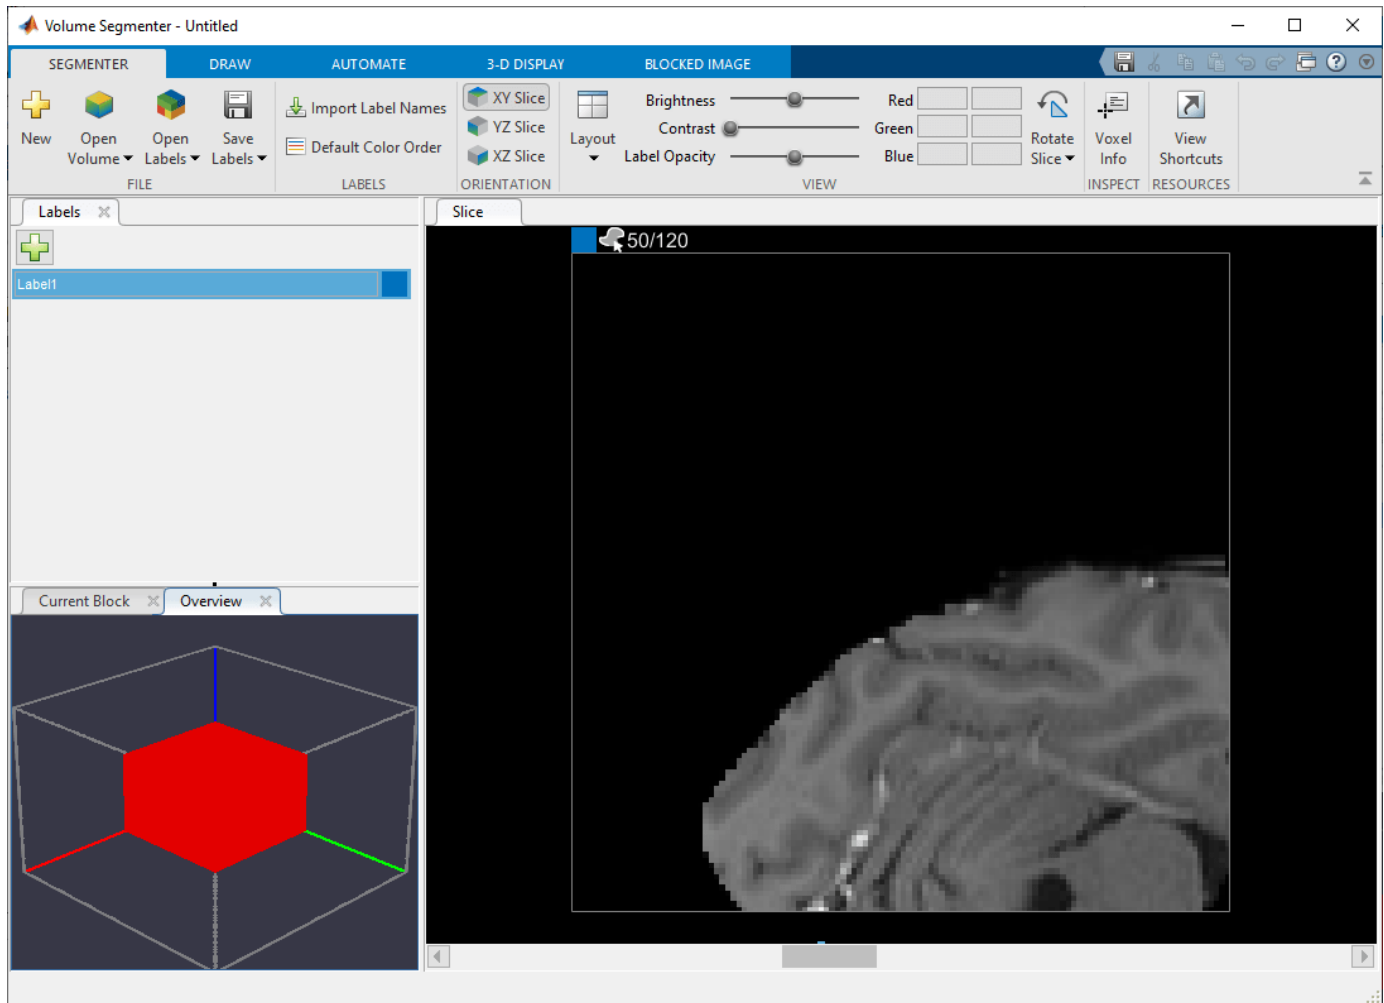 Volume Segmenter - Untitled
SEGMENTER DRAW AUTOMATE 3-D DISPLAY BLOCKED IMAGE
New
Open Volume
Open Labels
Save Labels
FILE
Import Label Names
Default Color Order
LABELS
XY Slice
YZ Slice
XZ Slice
ORIENTATION
Layout
Brightness
Contrast
Label Opacity
Red
Green
Blue
Rotate Slice
VIEW
Voxel Info
INSPECT
View Shortcuts
RESOURCES
Labels
Label1
Slice
50/120
Current Block
Overview